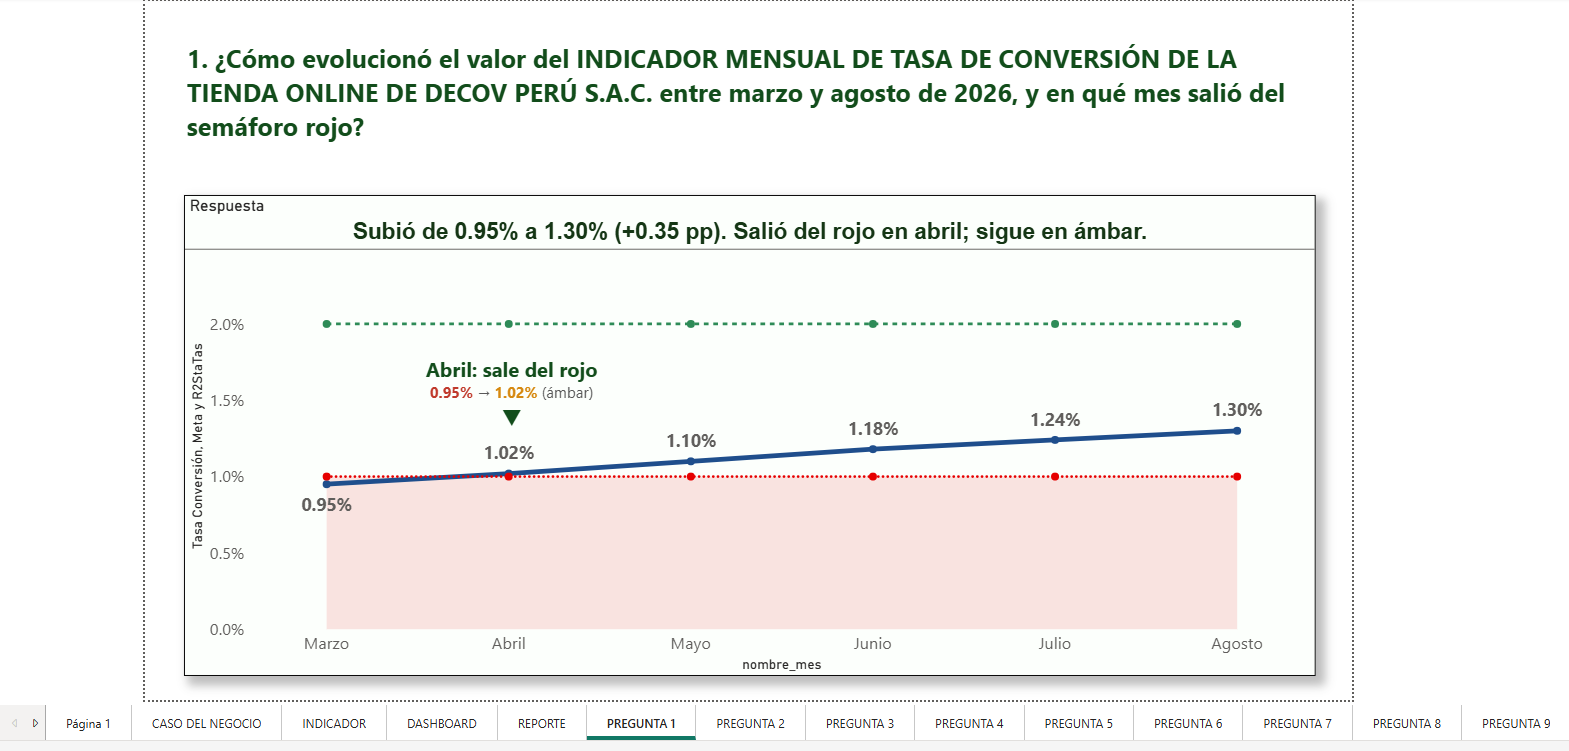 1. ¿Cómo evolucionó el valor del INDICADOR MENSUAL DE TASA DE CONVERSIÓN DE LA
TIENDA ONLINE DE DECOV PERÚ S.A.C. entre marzo y agosto de 2026, y en qué mes salió del
semáforo rojo?
Respuesta
Subió de 0.95% a 1.30% (+0.35 pp). Salió del rojo en abril; sigue en ámbar.
Tasa Conversión, Meta y R2StaTas
2.0%
1.5%
1.0%
0.5%
0.0%
Abril: sale del rojo
0.95% → 1.02% (ámbar)
0.95%
1.02%
1.10%
1.18%
1.24%
1.30%
Marzo
Abril
Mayo
Junio
Julio
Agosto
nombre_mes
Página 1
CASO DEL NEGOCIO
INDICADOR
DASHBOARD
REPORTE
PREGUNTA 1
PREGUNTA 2
PREGUNTA 3
PREGUNTA 4
PREGUNTA 5
PREGUNTA 6
PREGUNTA 7
PREGUNTA 8
PREGUNTA 9